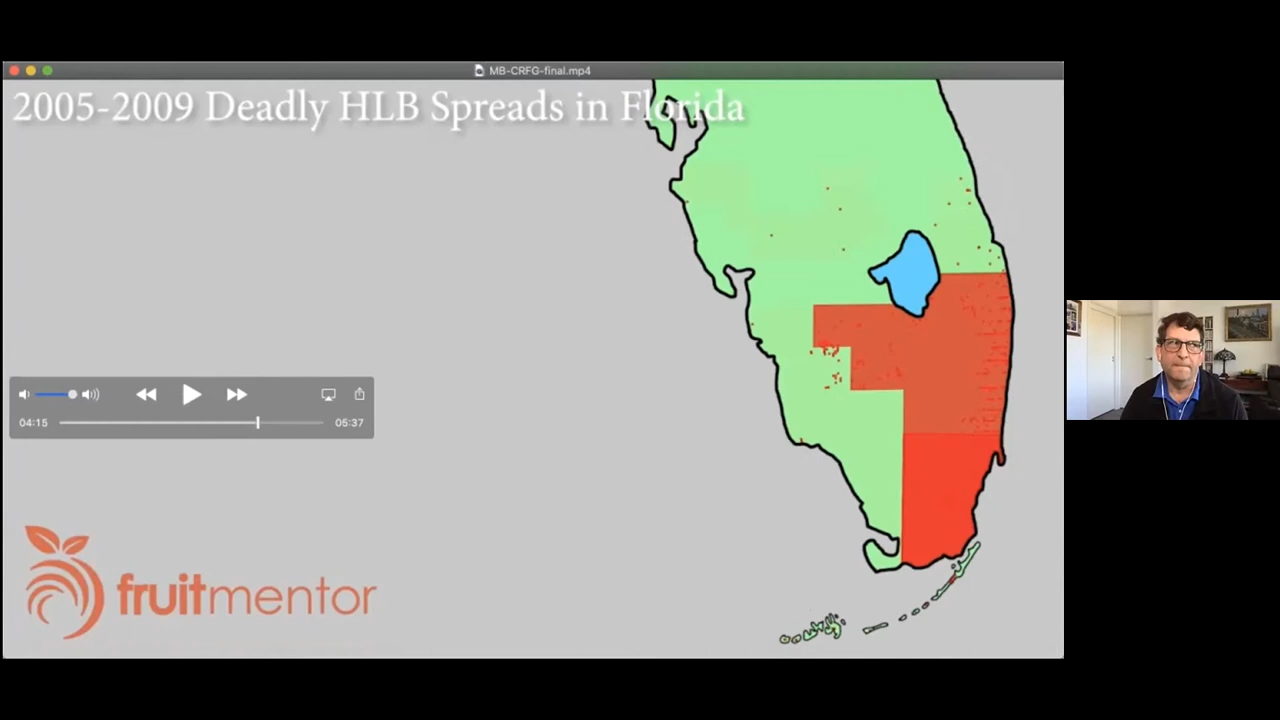 MB-CRFG-final.mp4
2005-2009 Deadly HLB Spreads in Florida
04:15
05:37
fruitmentor